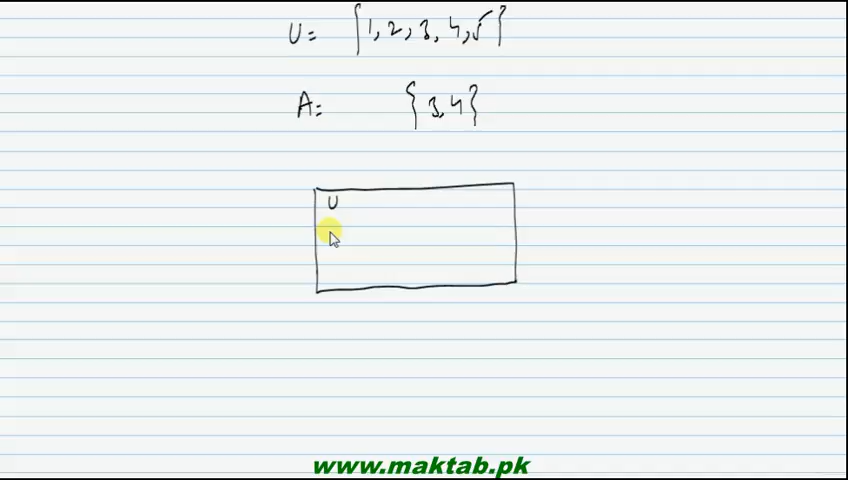 U= {1, 2, 3, 4, 5}
A= {3, 4}
U
www.maktab.pk